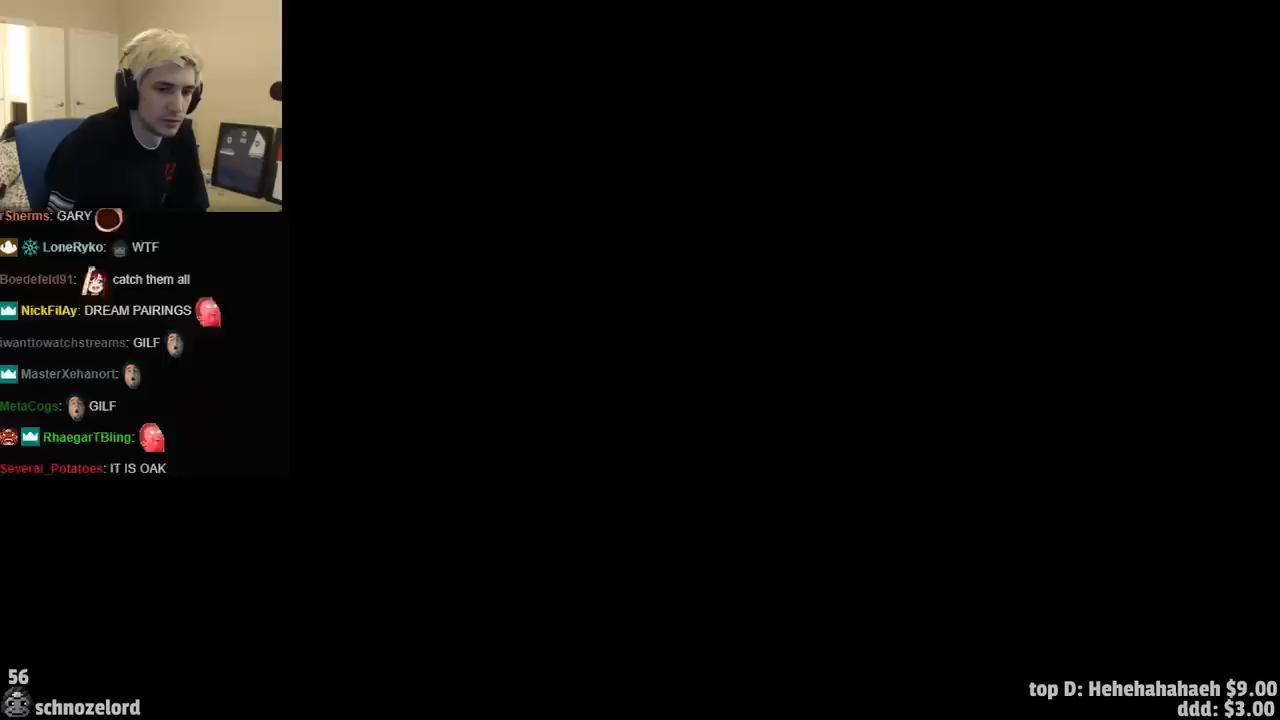 rSherms: GARY
LoneRyko: WTF
Boedefeld91: catch them all
NickFilAy: DREAM PAIRINGS
iwanttowatchstreams: GILF
MasterXehanort:
MetaCogs: GILF
RhaegarTBling:
Several_Potatoes: IT IS OAK
56
schnozelord
top D: Hehehahahaeh $9.00
ddd: $3.00